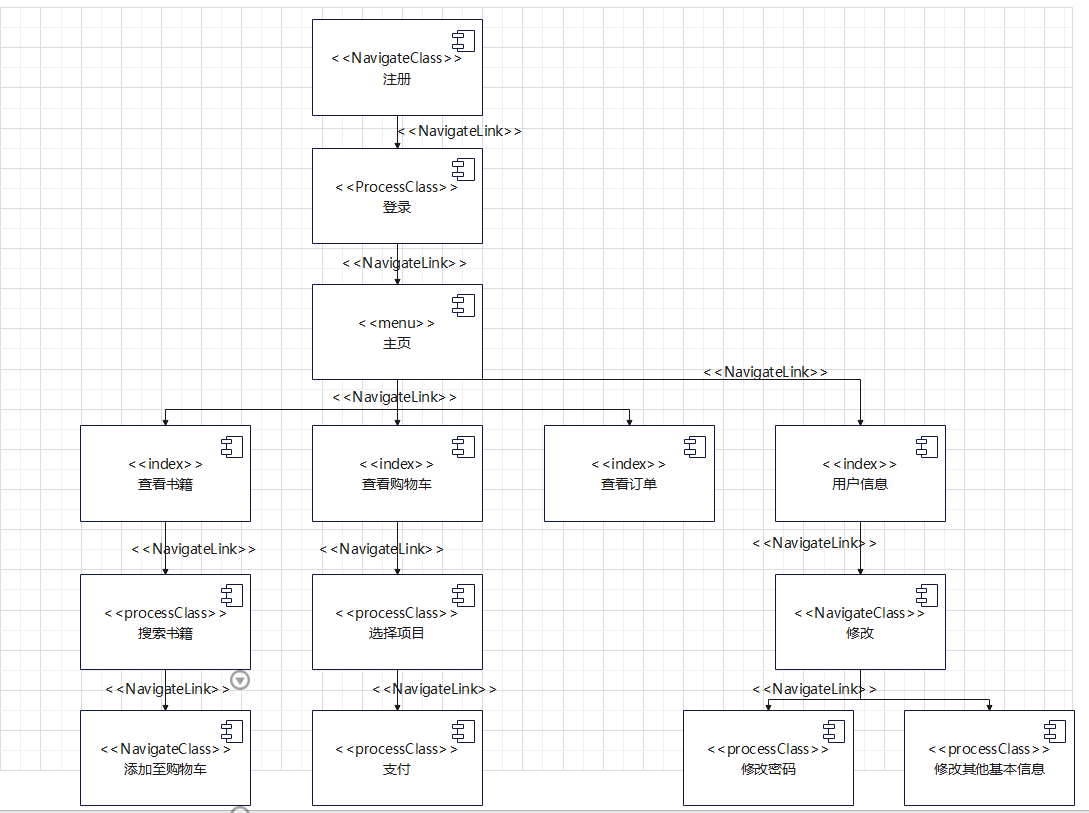 <<NavigateClass>>
注册
<<NavigateLink>>
<<ProcessClass>>
登录
<<NavigateLink>>
<<menu>>
主页
<<NavigateLink>>
<<NavigateLink>>
<<index>>
查看书籍
<<index>>
查看购物车
<<index>>
查看订单
<<index>>
用户信息
<<NavigateLink>>
<<NavigateLink>>
<<NavigateLink>>
<<processClass>>
搜索书籍
<<processClass>>
选择项目
<<NavigateClass>>
修改
<<NavigateLink>>
<<NavigateLink>>
<<NavigateLink>>
<<NavigateClass>>
添加至购物车
<<processClass>>
支付
<<processClass>>
修改密码
<<processClass>>
修改其他基本信息